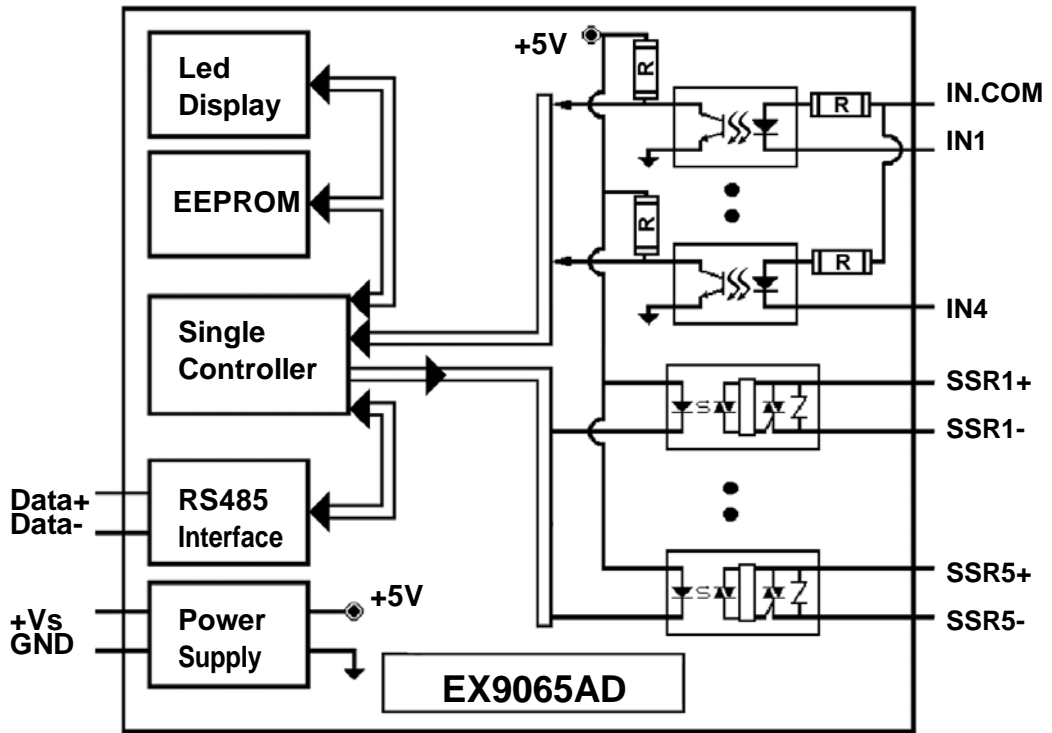 Led
Display
EEPROM
Single
Controller
RS485
Interface
Power
Supply
Data+
Data-
+Vs
GND
+5V
+5V
R
R
R
R
IN.COM
IN1
IN4
SSR1+
SSR1-
SSR5+
SSR5-
EX9065AD